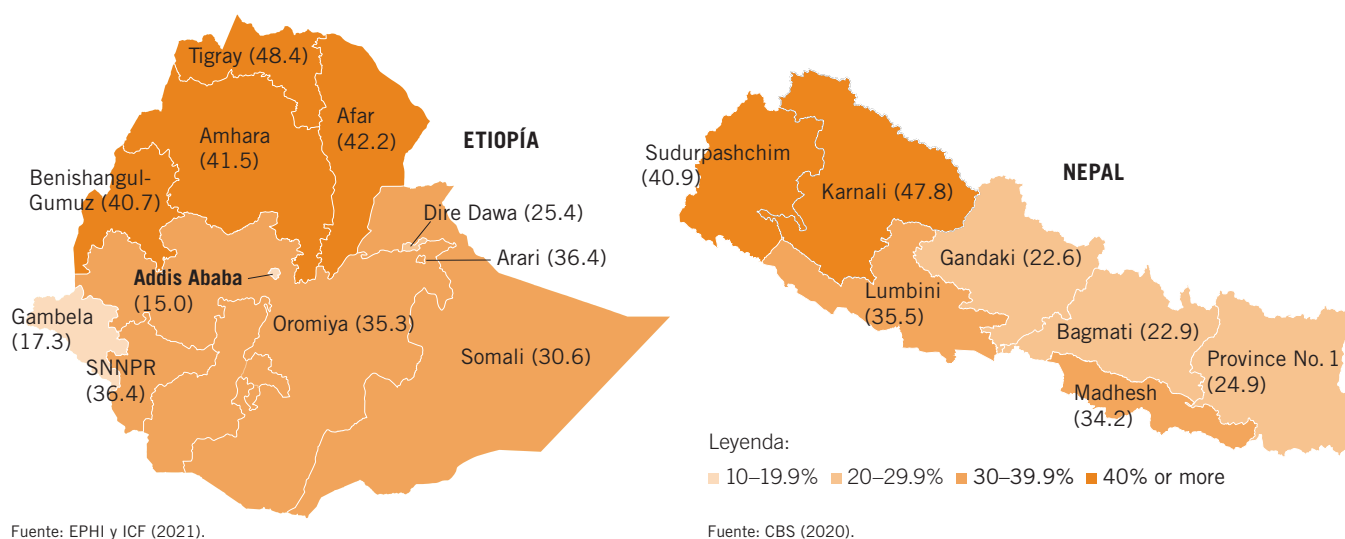 Tigray (48.4)
Afar
(42.2)
Amhara
(41.5)
ETIOPÍA
Benishangul-
Gumuz (40.7)
Dire Dawa (25.4)
Arari (36.4)
Addis Ababa
(15.0)
Gambela
(17.3)
Oromiya (35.3)
Somali (30.6)
SNNPR
(36.4)
Fuente: EPHI y ICF (2021).
Sudurpashchim
(40.9)
NEPAL
Karnali (47.8)
Gandaki (22.6)
Lumbini
(35.5)
Bagmati (22.9)
Province No. 1
(24.9)
Madhesh
(34.2)
Leyenda:
10–19.9% 20–29.9% 30–39.9% 40% or more
Fuente: CBS (2020).